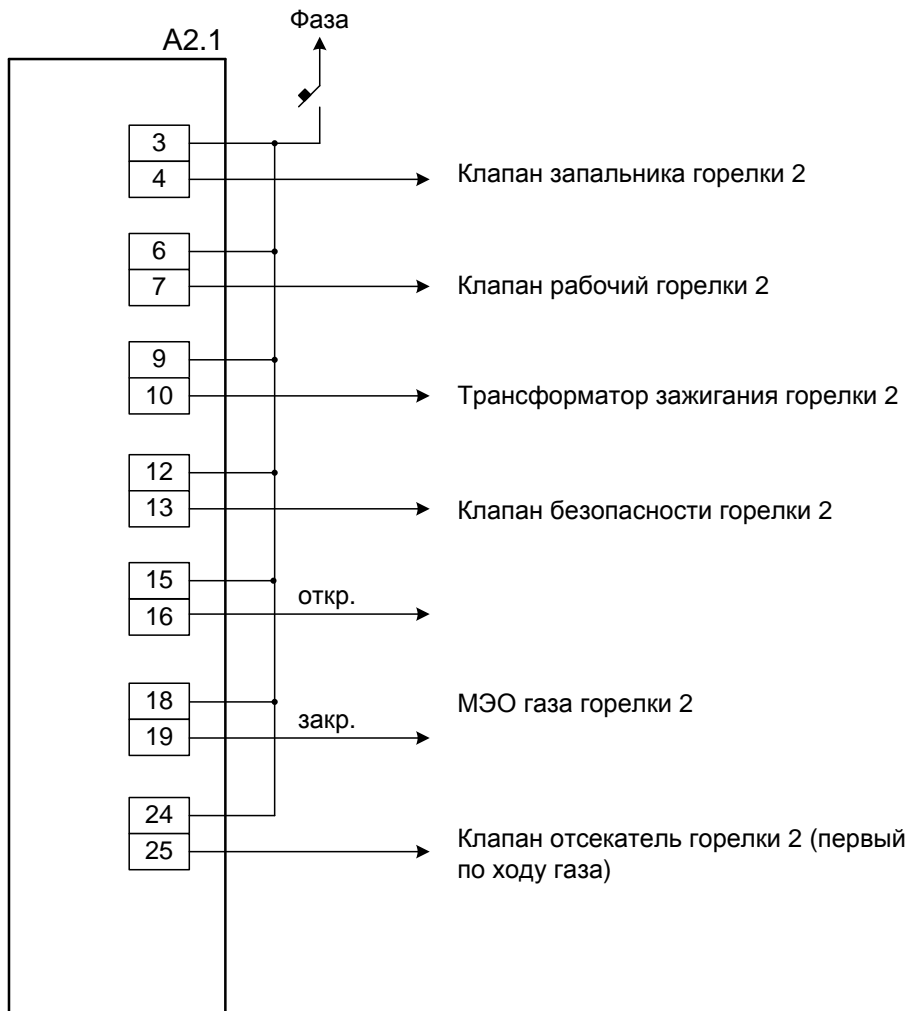 Фаза
A2.1
3
4
Клапан запальника горелки 2
6
7
Клапан рабочий горелки 2
9
10
Трансформатор зажигания горелки 2
12
13
Клапан безопасности горелки 2
15
16
откр.
18
19
закр.
МЭО газа горелки 2
24
25
Клапан отсекатель горелки 2 (первый
по ходу газа)